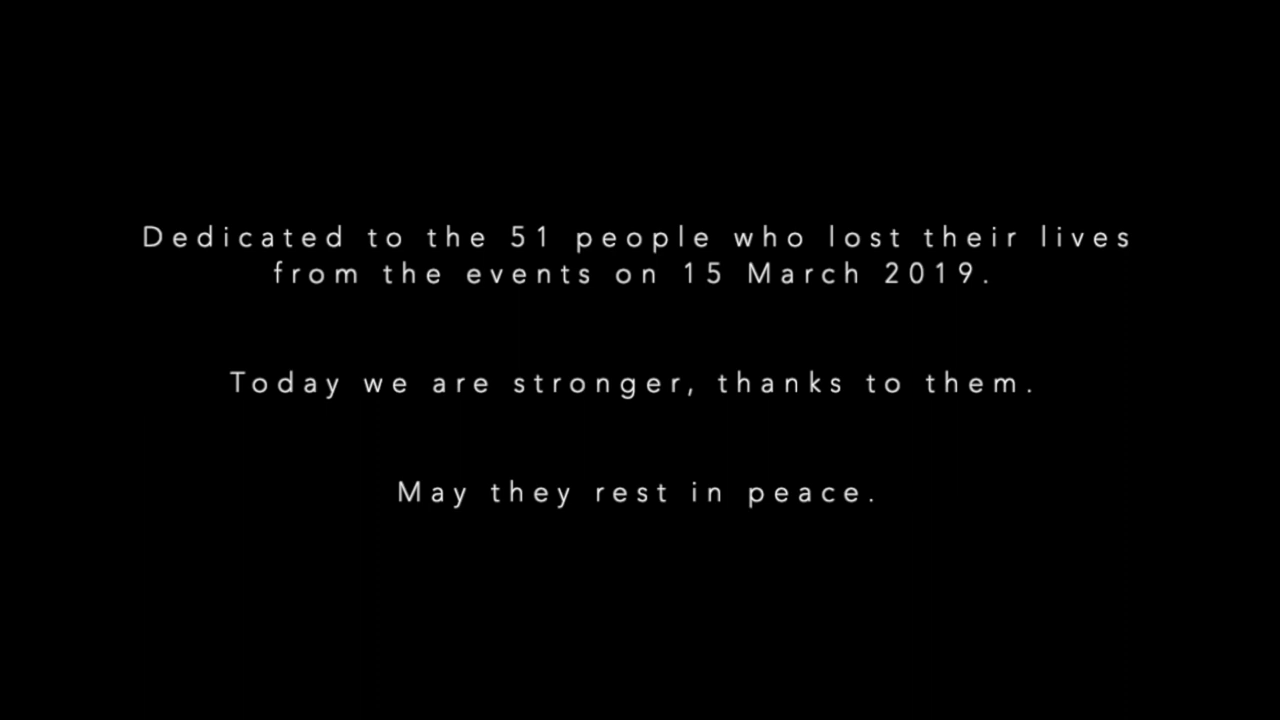 Dedicated to the 51 people who lost their lives
from the events on 15 March 2019.
Today we are stronger, thanks to them.
May they rest in peace.